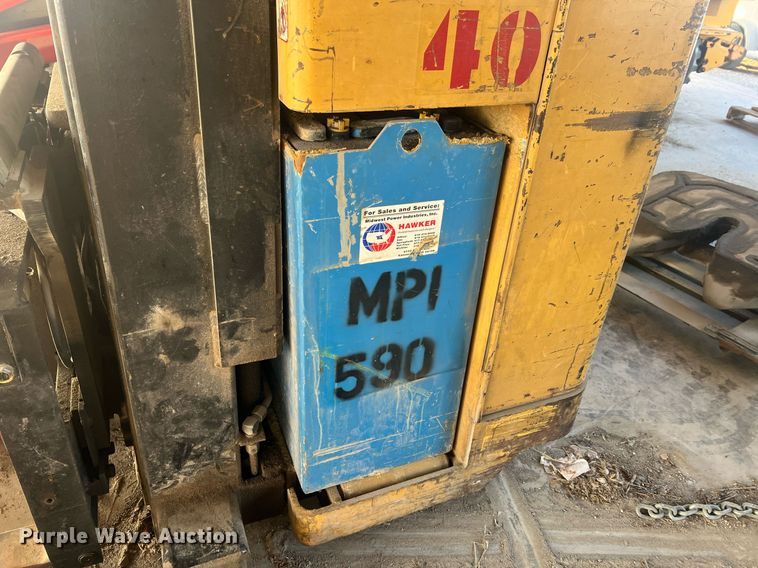 40
For Sales and Service:
Midwest Power Industries, Inc.
HAWKER
MPI
590
Purple Wave Auction